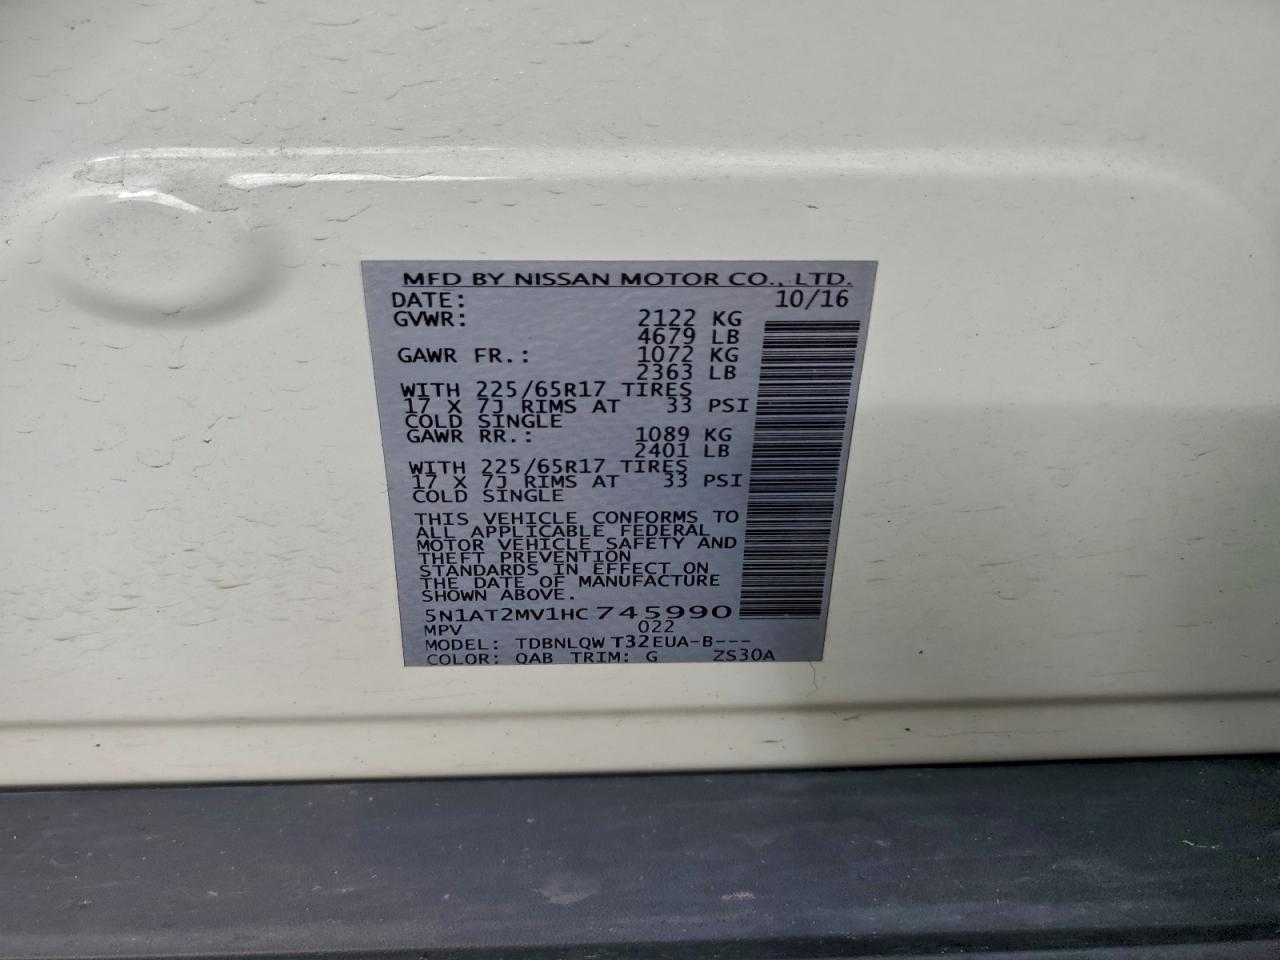 MFD BY NISSAN MOTOR CO., LTD.
DATE: 10/16
GVWR: 2122 KG
4679 LB
GAWR FR.: 1072 KG
2363 LB
WITH 225/65R17 TIRES
17 X 7J RIMS AT 33 PSI
COLD SINGLE
GAWR RR.: 1089 KG
2401 LB
WITH 225/65R17 TIRES
17 X 7J RIMS AT 33 PSI
COLD SINGLE
THIS VEHICLE CONFORMS TO
ALL APPLICABLE FEDERAL
MOTOR VEHICLE SAFETY AND
THEFT PREVENTION
STANDARDS IN EFFECT ON
THE DATE OF MANUFACTURE
SHOWN ABOVE.
5N1AT2MV1HC745990
MPV 022
MODEL: TDBNLQW T32EUA-B---
COLOR: QAB TRIM: G ZS30A